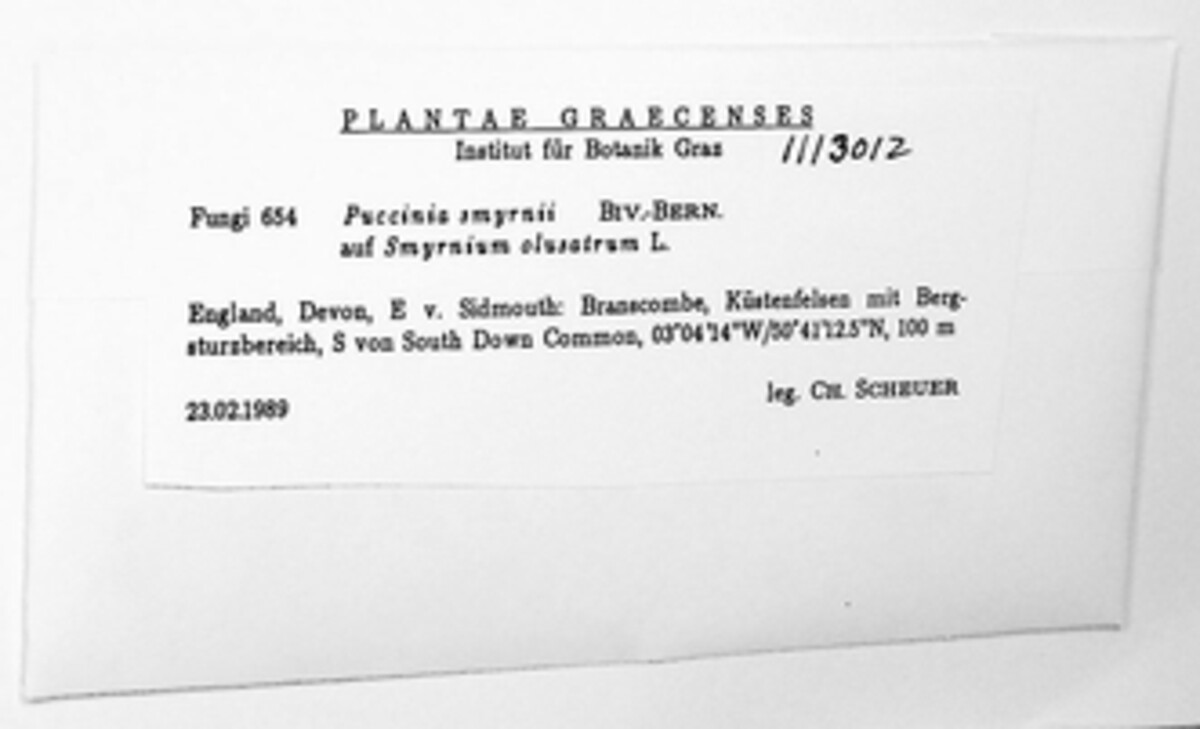 PLANTAE GRAECENSES
Institut für Botanik Graz 111/3012
Fungi 654 Puccinia smyrnii BIV.-BERN.
auf Smyrnium olusatrum L.
England, Devon, E v. Sidmouth: Branscombe, Küstenfelsen mit Berg-
sturzbereich, S von South Down Common, 03°04'14"W/50°41'12.5"N, 100 m
23.02.1989 leg. CH. SCHEUER